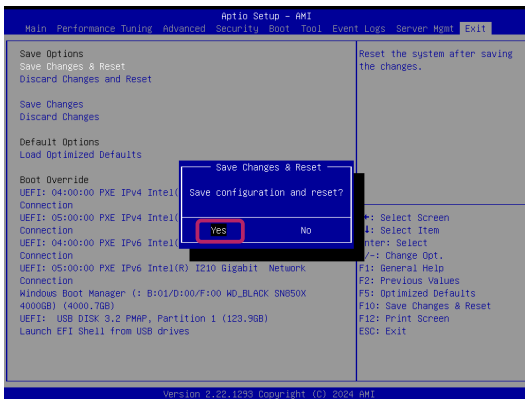 Aptio Setup – AMI
Main Performance Tuning Advanced Security Boot Tool Event Logs Server Mgmt Exit
Save Options
Save Changes & Reset
Discard Changes and Reset
Save Changes
Discard Changes
Default Options
Load Optimized Defaults
Boot Override
UEFI: 04:00:00 PXE IPv4 Intel(
Connection
UEFI: 05:00:00 PXE IPv4 Intel(
Connection
UEFI: 04:00:00 PXE IPv6 Intel(
Connection
UEFI: 05:00:00 PXE IPv6 Intel(R) I210 Gigabit Network
Connection
Windows Boot Manager (: B:01/D:00/F:00 WD_BLACK SN850X
4000GB) (4000.7GB)
UEFI: USB DISK 3.2 PMAP, Partition 1 (123.9GB)
Launch EFI Shell from USB drives
Save Changes & Reset
Save configuration and reset?
Yes No
Reset the system after saving
the changes.
: Select Screen
: Select Item
nter: Select
/–: Change Opt.
F1: General Help
F2: Previous Values
F5: Optimized Defaults
F10: Save Changes & Reset
F12: Print Screen
ESC: Exit
Version 2.22.1293 Copyright (C) 2024 AMI